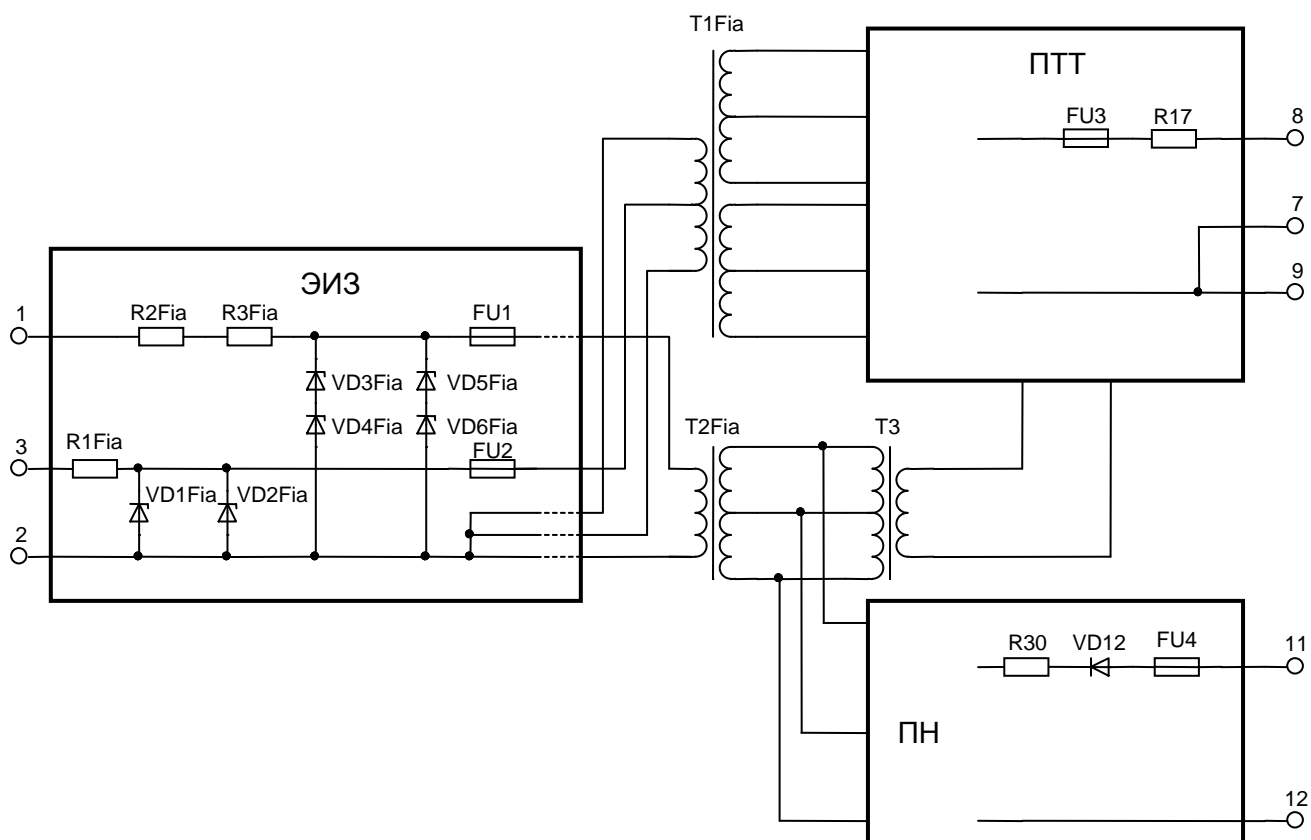 T1Fia
ПТТ
FU3
R17
8
7
9
ЭИЗ
1
R2Fia
R3Fia
FU1
VD3Fia
VD5Fia
VD4Fia
VD6Fia
3
R1Fia
FU2
VD1Fia
VD2Fia
2
T2Fia
T3
R30
VD12
FU4
11
ПН
12